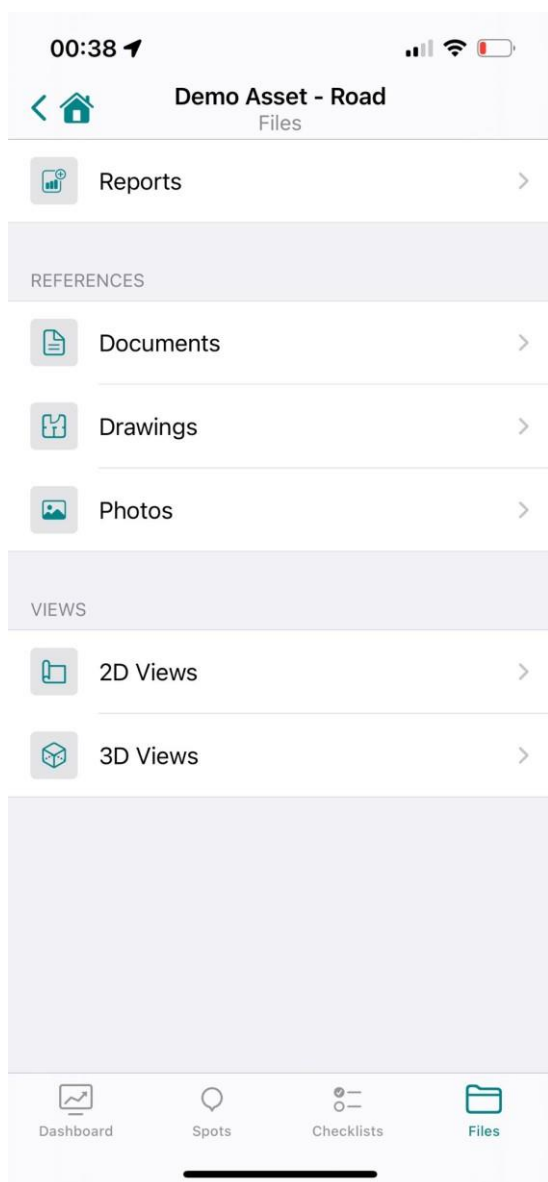 00:38
Demo Asset - Road
Files
Reports
REFERENCES
Documents
Drawings
Photos
VIEWS
2D Views
3D Views
Dashboard
Spots
Checklists
Files